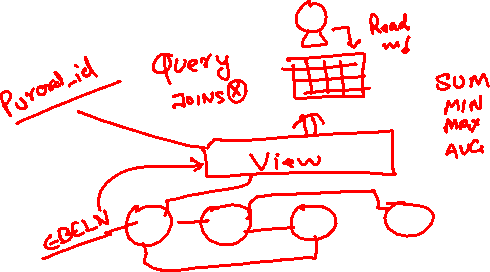 Read
Query
JOINS
Purord_id
SUM
MIN
MAX
AVG
View
EBELN